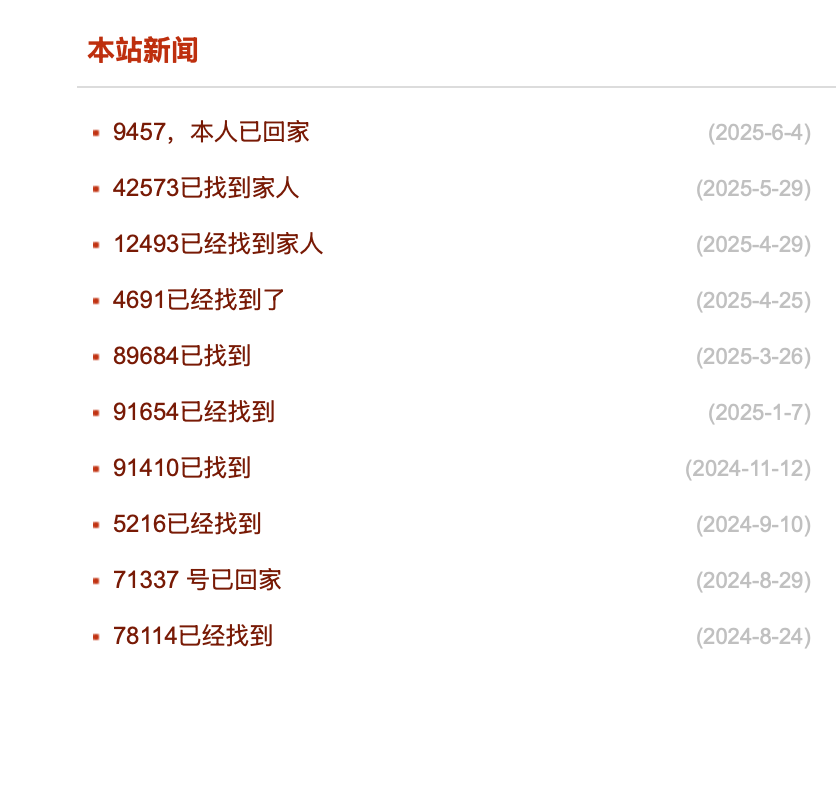 本站新闻
9457，本人已回家 (2025-6-4)
42573已找到家人 (2025-5-29)
12493已经找到家人 (2025-4-29)
4691已经找到了 (2025-4-25)
89684已找到 (2025-3-26)
91654已经找到 (2025-1-7)
91410已找到 (2024-11-12)
5216已经找到 (2024-9-10)
71337 号已回家 (2024-8-29)
78114已经找到 (2024-8-24)